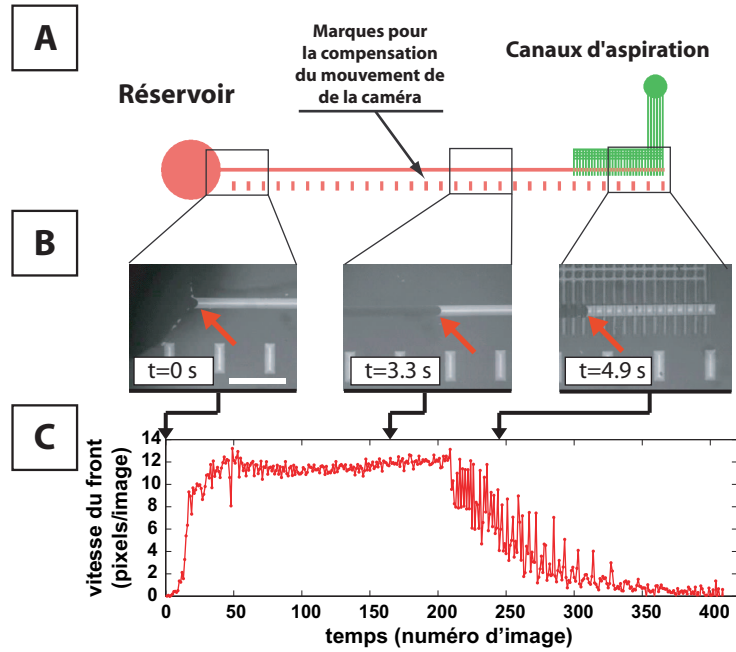 A
Marques pour
la compensation
du mouvement de
de la caméra
Canaux d'aspiration
Réservoir
B
t=0 s
t=3.3 s
t=4.9 s
C
vitesse du front
(pixels/image)
14
12
10
8
6
4
2
0
0 50 100 150 200 250 300 350 400
temps (numéro d'image)